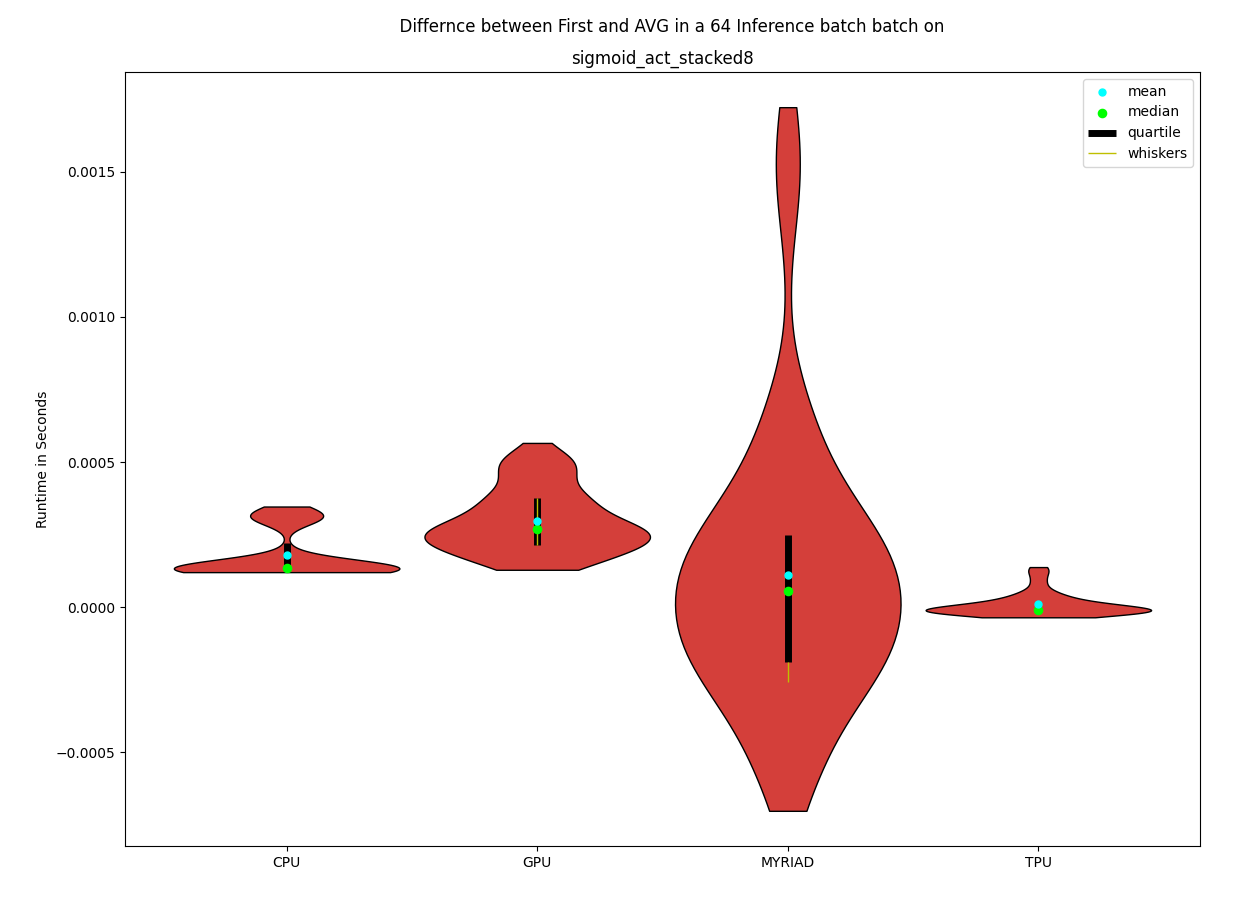 Differnce between First and AVG in a 64 Inference batch batch on
sigmoid_act_stacked8
mean
median
quartile
whiskers
Runtime in Seconds
0.0015
0.0010
0.0005
0.0000
−0.0005
CPU
GPU
MYRIAD
TPU